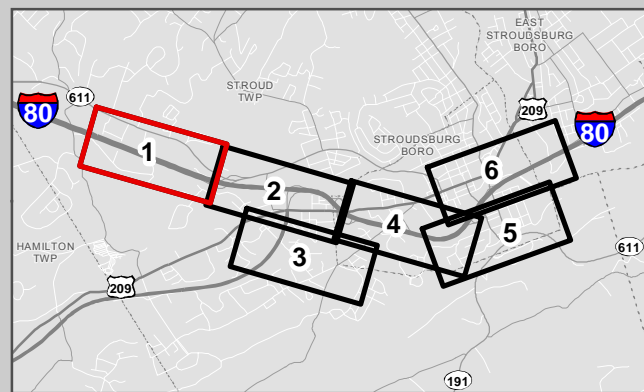 EAST
STROUDSBURG
BORO
611
80
STROUD
TWP
209
80
STROUDSBURG
BORO
1
6
2
4
5
3
HAMILTON
TWP
611
209
191